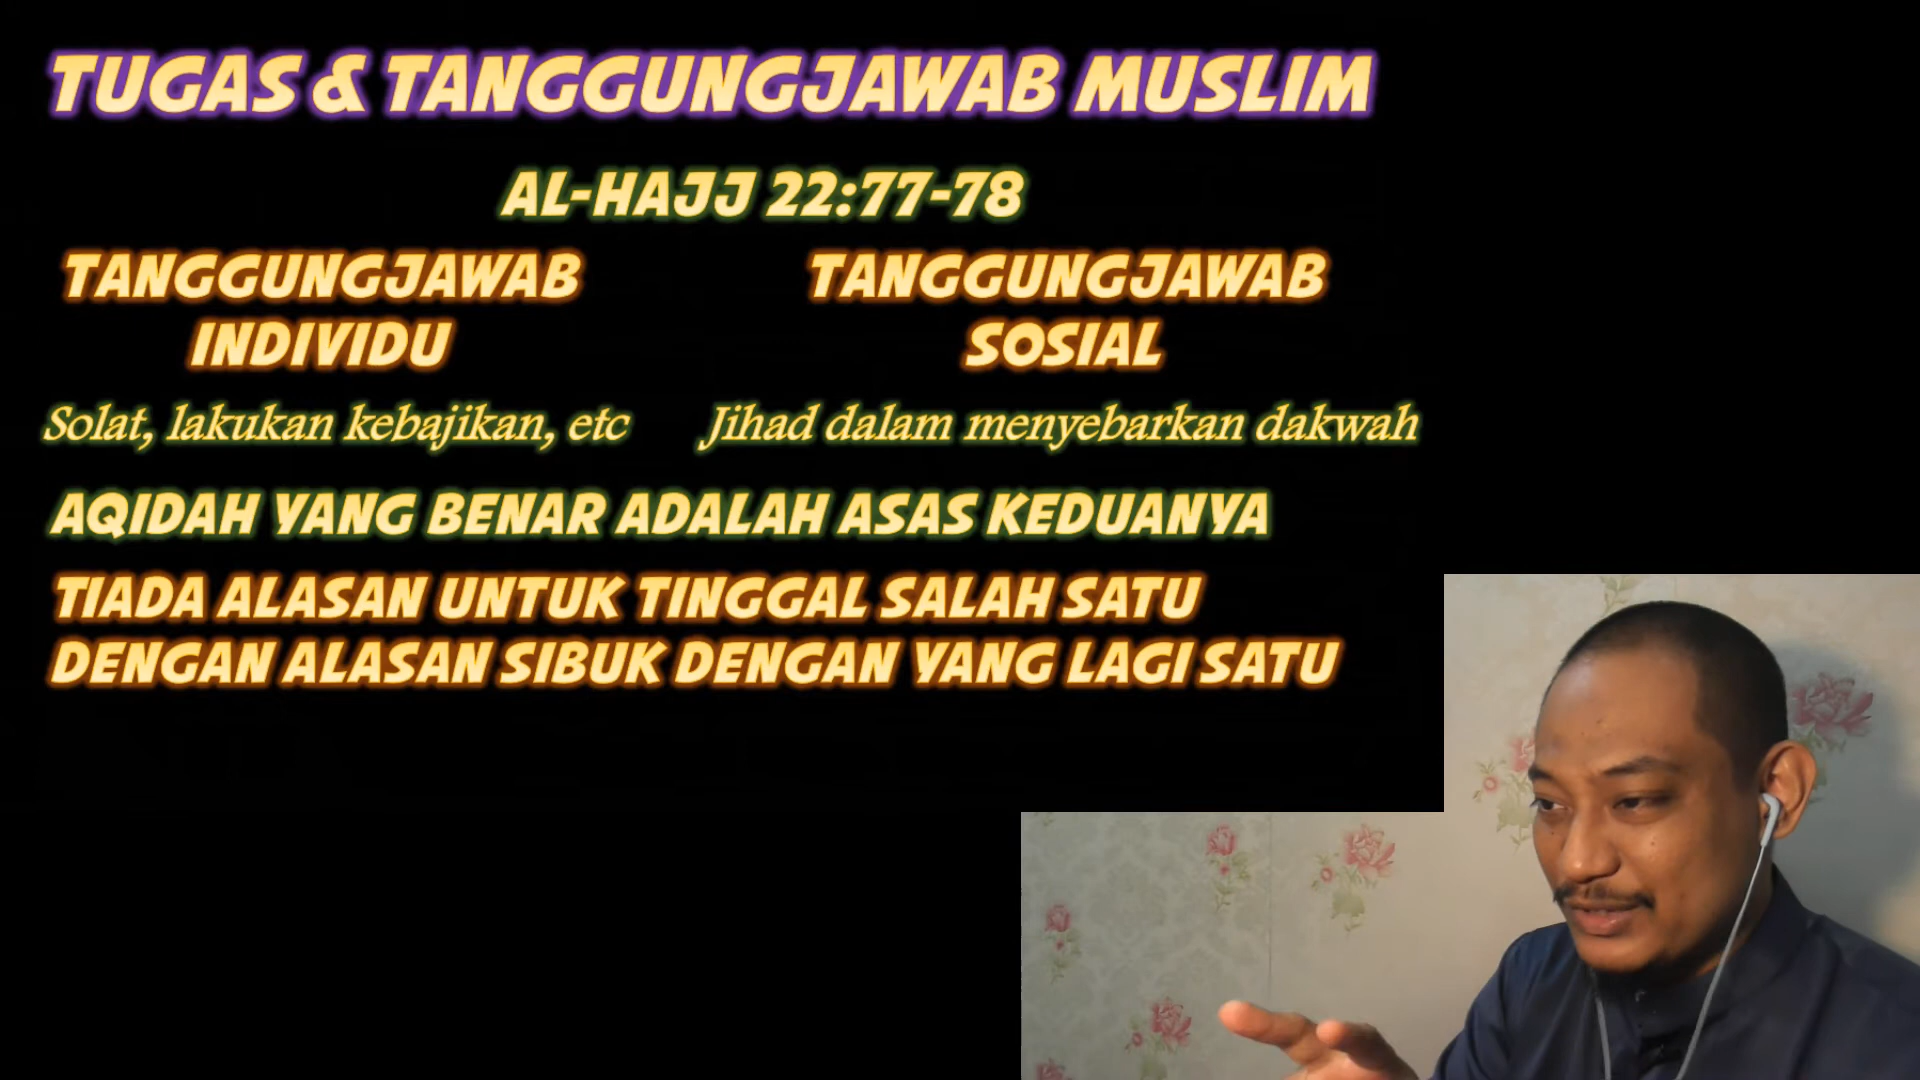 TUGAS & TANGGUNGJAWAB MUSLIM
AL-HAJJ 22:77-78
TANGGUNGJAWAB
INDIVIDU
Solat, lakukan kebajikan, etc
TANGGUNGJAWAB
SOSIAL
Jihad dalam menyebarkan dakwah
AQIDAH YANG BENAR ADALAH ASAS KEDUANYA
TIADA ALASAN UNTUK TINGGAL SALAH SATU
DENGAN ALASAN SIBUK DENGAN YANG LAGI SATU